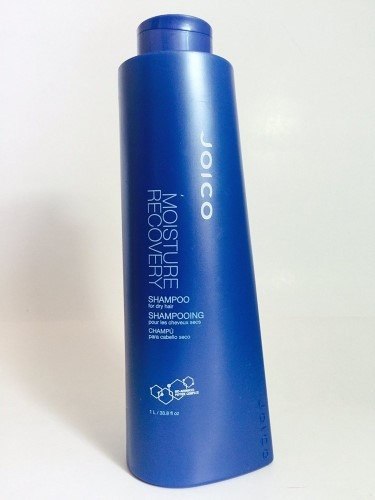 JOICO
MOISTURE
RECOVERY
SHAMPOO
for dry hair
SHAMPOOING
pour les cheveux secs
CHAMPÚ
para cabello seco
1 L / 33.8 fl oz